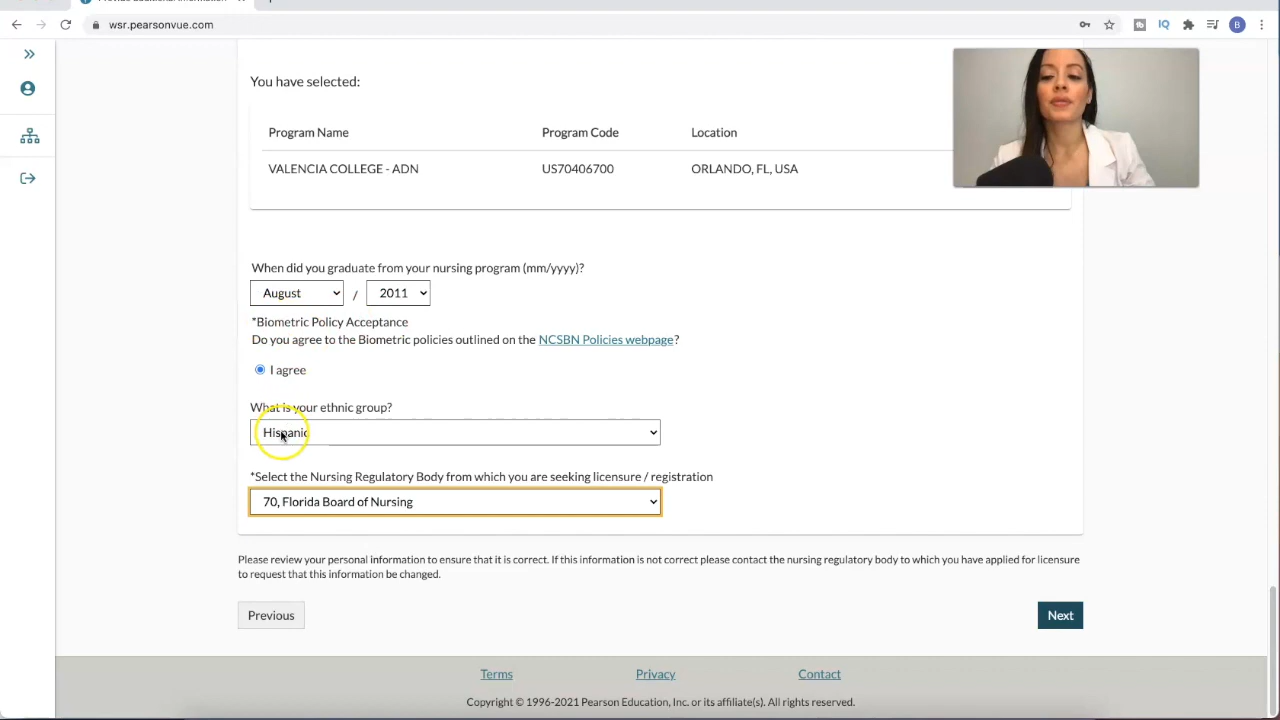 wsr.pearsonvue.com
B
You have selected:
Program Name Program Code Location
VALENCIA COLLEGE - ADN US70406700 ORLANDO, FL, USA
When did you graduate from your nursing program (mm/yyyy)?
August / 2011
*Biometric Policy Acceptance
Do you agree to the Biometric policies outlined on the NCSBN Policies webpage?
I agree
What is your ethnic group?
Hispanic
*Select the Nursing Regulatory Body from which you are seeking licensure / registration
70, Florida Board of Nursing
Please review your personal information to ensure that it is correct. If this information is not correct please contact the nursing regulatory body to which you have applied for licensure
to request that this information be changed.
Previous Next
Terms Privacy Contact
Copyright © 1996-2021 Pearson Education, Inc. or its affiliate(s). All rights reserved.